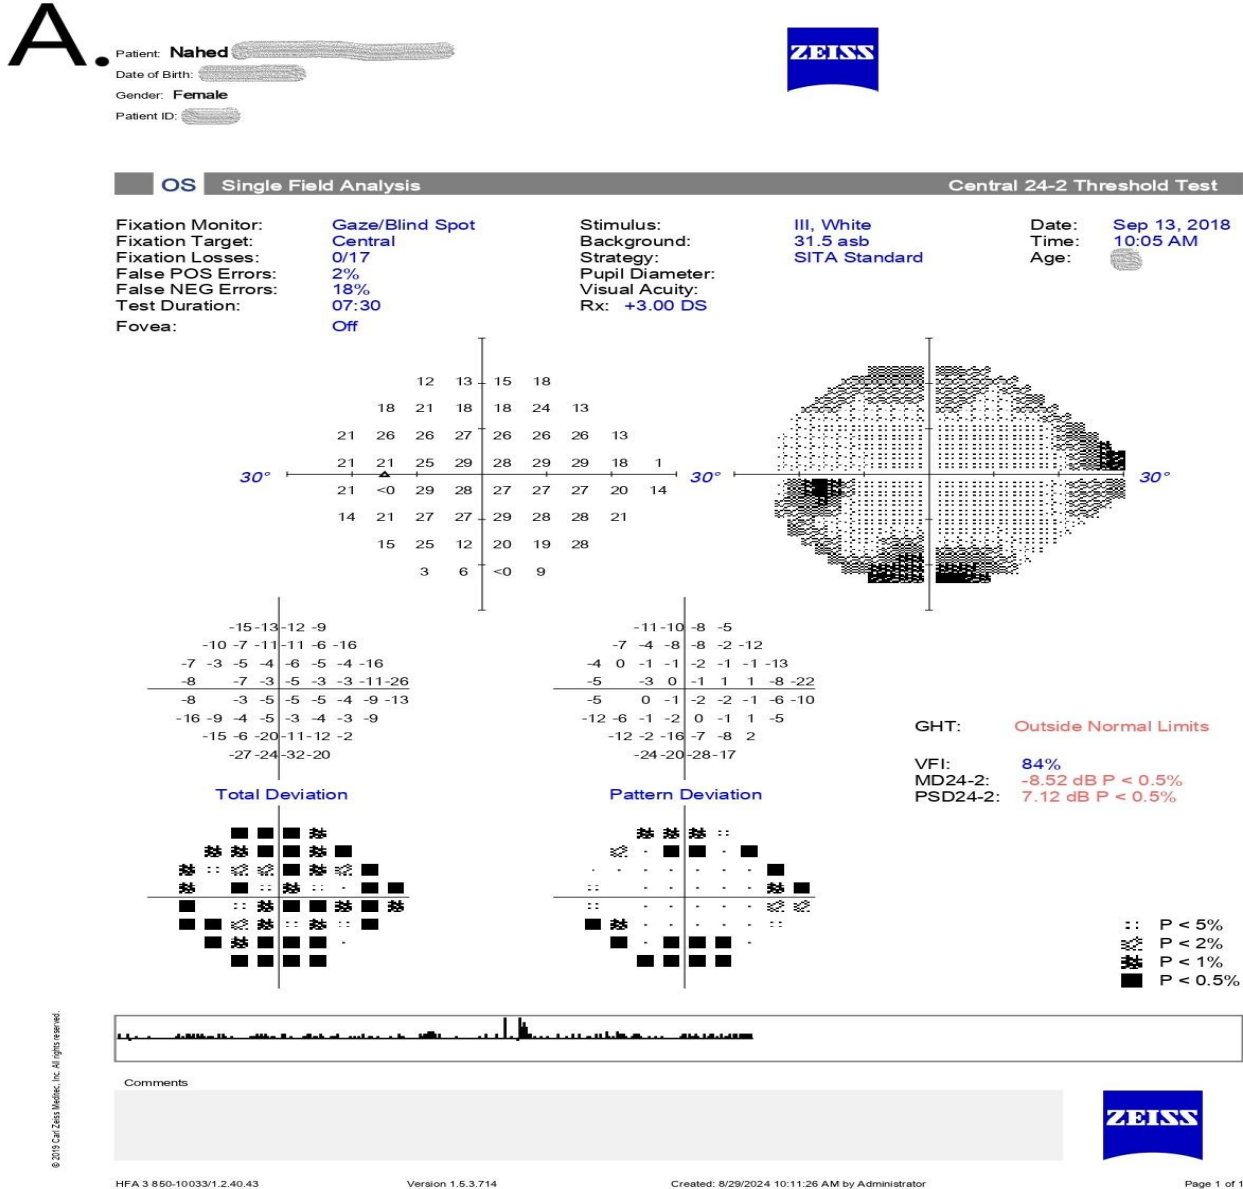 A.
Patient: Nahed
Date of Birth:
Gender: Female
Patient ID:
ZEISS
OS Single Field Analysis Central 24-2 Threshold Test
Fixation Monitor: Gaze/Blind Spot Stimulus: III, White Date: Sep 13, 2018
Fixation Target: Central Background: 31.5 asb Time: 10:05 AM
Fixation Losses: 0/17 Strategy: SITA Standard Age:
False POS Errors: 2% Pupil Diameter:
False NEG Errors: 18% Visual Acuity:
Test Duration: 07:30 Rx: +3.00 DS
Fovea: Off
12 13 15 18
18 21 18 18 24 13
21 26 26 27 26 26 26 13
21 21 25 29 28 29 29 18 1
30° 30° 30°
21 <0 29 28 27 27 27 20 14
14 21 27 27 29 28 28 21
15 25 12 20 19 28
3 6 <0 9
-15 -13 -12 -9 -11 -10 -8 -5
-10 -7 -11 -11 -6 -16 -7 -4 -8 -8 -2 -12
-7 -3 -5 -4 -6 -5 -4 -16 -4 0 -1 -1 -2 -1 -1 -13
-8 -7 -3 -5 -3 -3 -11 -26 -5 -3 0 -1 1 1 -8 -22
-8 -3 -5 -5 -5 -4 -9 -13 -5 0 -1 -2 -2 -1 -6 -10
-16 -9 -4 -5 -3 -4 -3 -9 -12 -6 -1 -2 0 -1 1 -5
-15 -6 -20 -11 -12 -2 -12 -2 -16 -7 -8 2
-27 -24 -32 -20 -24 -20 -28 -17
GHT: Outside Normal Limits
VFI: 84%
MD24-2: -8.52 dB P < 0.5%
PSD24-2: 7.12 dB P < 0.5%
Total Deviation Pattern Deviation
P < 5%
P < 2%
P < 1%
P < 0.5%
Comments
ZEISS
© 2019 Carl Zeiss Meditec, Inc. All rights reserved.
HFA 3 850-10033/1.2.40.43 Version 1.5.3.714 Created: 8/29/2024 10:11:26 AM by Administrator Page 1 of 1